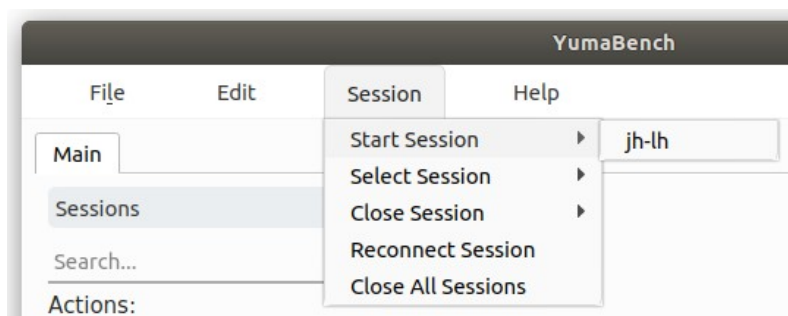 YumaBench
File Edit Session Help
Start Session jh-lh
Main
Select Session
Sessions
Close Session
Search...
Reconnect Session
Close All Sessions
Actions: